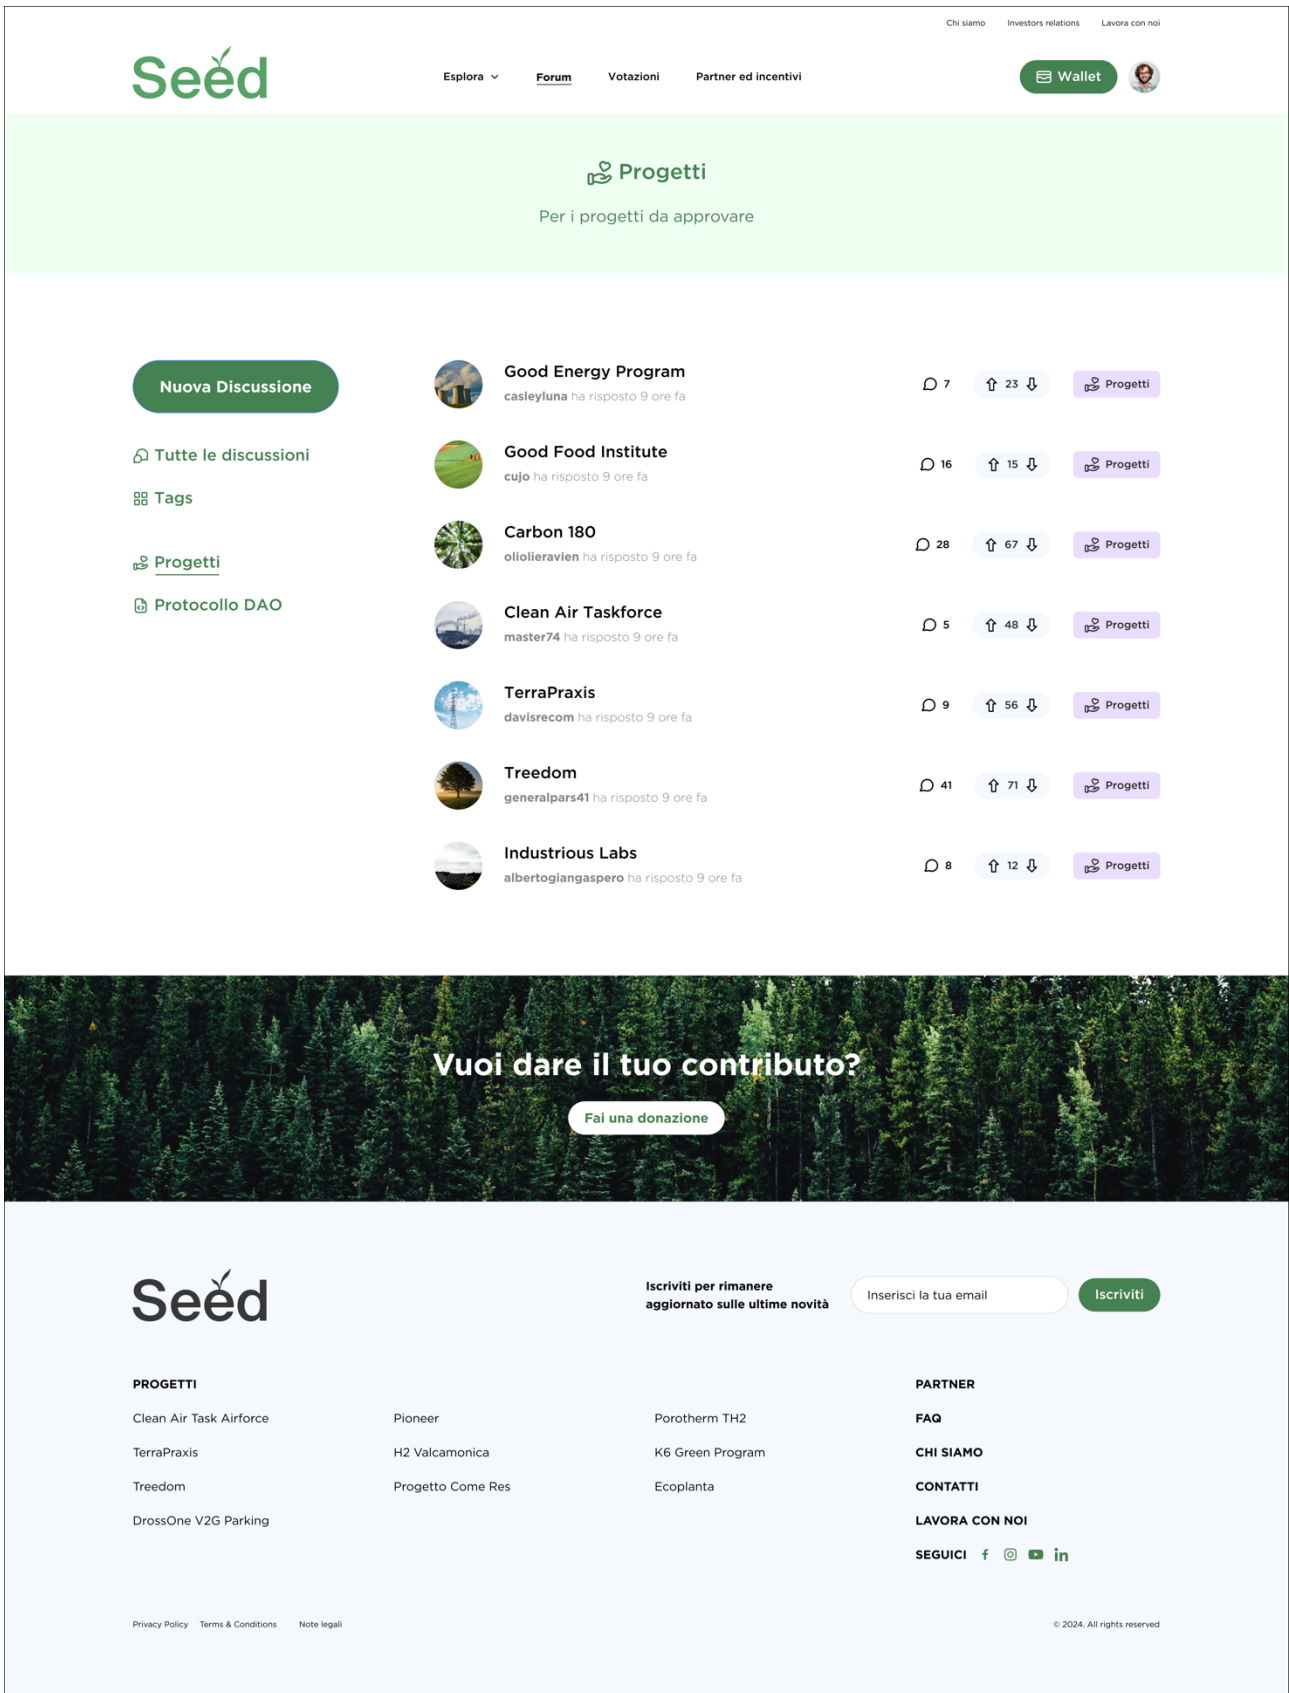 Chi siamo Investors relations Lavora con noi
Seed
Esplora Forum Votazioni Partner ed incentivi Wallet
Progetti
Per i progetti da approvare
Nuova Discussione
Tutte le discussioni
Tags
Progetti
Protocollo DAO
Good Energy Program
casleyluna ha risposto 9 ore fa
7 23 Progetti
Good Food Institute
cujo ha risposto 9 ore fa
16 15 Progetti
Carbon 180
oliolieravien ha risposto 9 ore fa
28 67 Progetti
Clean Air Taskforce
master74 ha risposto 9 ore fa
5 48 Progetti
TerraPraxis
davisrecom ha risposto 9 ore fa
9 56 Progetti
Treedom
generalpars41 ha risposto 9 ore fa
41 71 Progetti
Industrious Labs
albertogiangaspero ha risposto 9 ore fa
8 12 Progetti
Vuoi dare il tuo contributo?
Fai una donazione
Seed
Iscriviti per rimanere
aggiornato sulle ultime novità
Inserisci la tua email
Iscriviti
PROGETTI
Clean Air Task Airforce
TerraPraxis
Treedom
DrossOne V2G Parking
Pioneer
H2 Valcamonica
Progetto Come Res
Porotherm TH2
K6 Green Program
Ecoplanta
PARTNER
FAQ
CHI SIAMO
CONTATTI
LAVORA CON NOI
SEGUICI
Privacy Policy Terms & Conditions Note legali
© 2024. All rights reserved